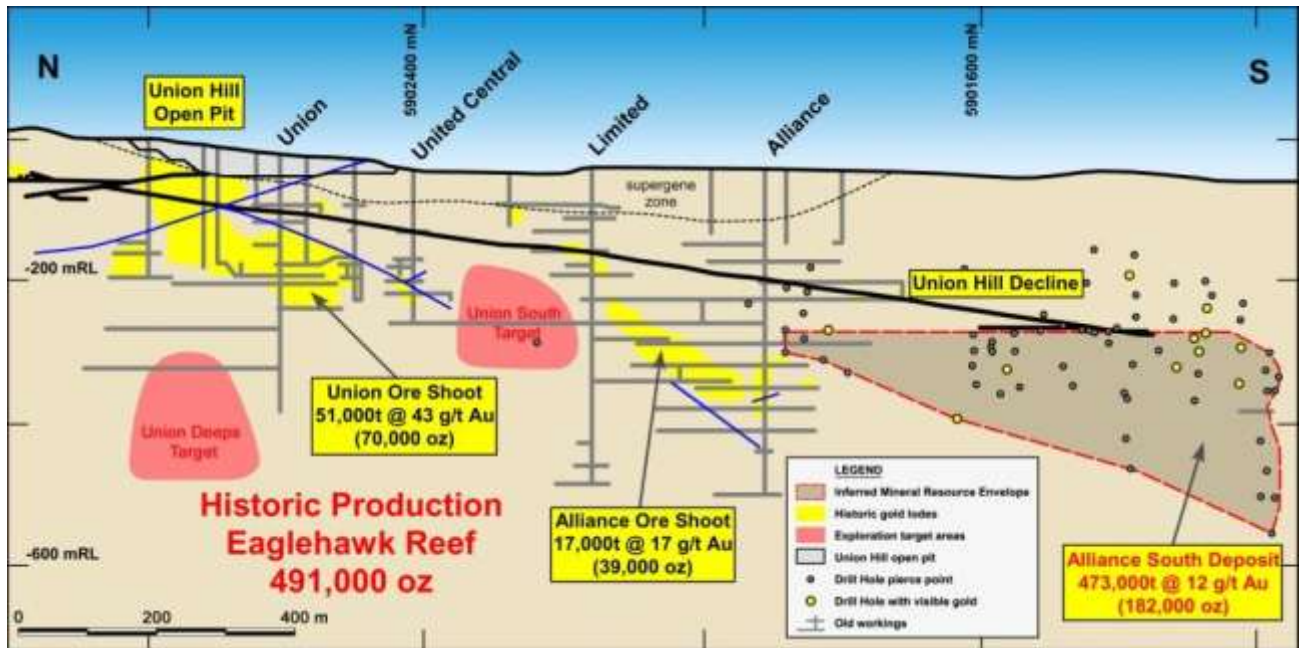 N
S
Union Hill
Open Pit
Union
5902400 mN
United Central
Limited
Alliance
5901600 mN
supergene
zone
-200 mRL
Union South
Target
Union Hill Decline
Union Ore Shoot
51,000t @ 43 g/t Au
(70,000 oz)
Union Deeps
Target
Historic Production
Eaglehawk Reef
491,000 oz
Alliance Ore Shoot
17,000t @ 17 g/t Au
(39,000 oz)
LEGEND
Inferred Mineral Resource Envelope
Historic gold lodes
Exploration target areas
Union Hill open pit
Drill Hole pierce point
Drill Hole with visible gold
Old workings
Alliance South Deposit
473,000t @ 12 g/t Au
(182,000 oz)
-600 mRL
0 200 400 m